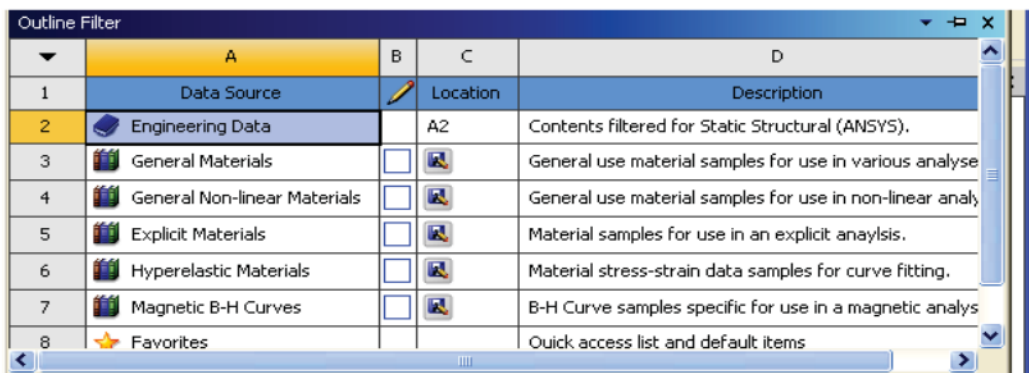 Outline Filter
A B C D
1 Data Source Location Description
2 Engineering Data A2 Contents filtered for Static Structural (ANSYS).
3 General Materials General use material samples for use in various analyse
4 General Non-linear Materials General use material samples for use in non-linear analy
5 Explicit Materials Material samples for use in an explicit anaylsis.
6 Hyperelastic Materials Material stress-strain data samples for curve fitting.
7 Magnetic B-H Curves B-H Curve samples specific for use in a magnetic analys
8 Favorites Quick access list and default items